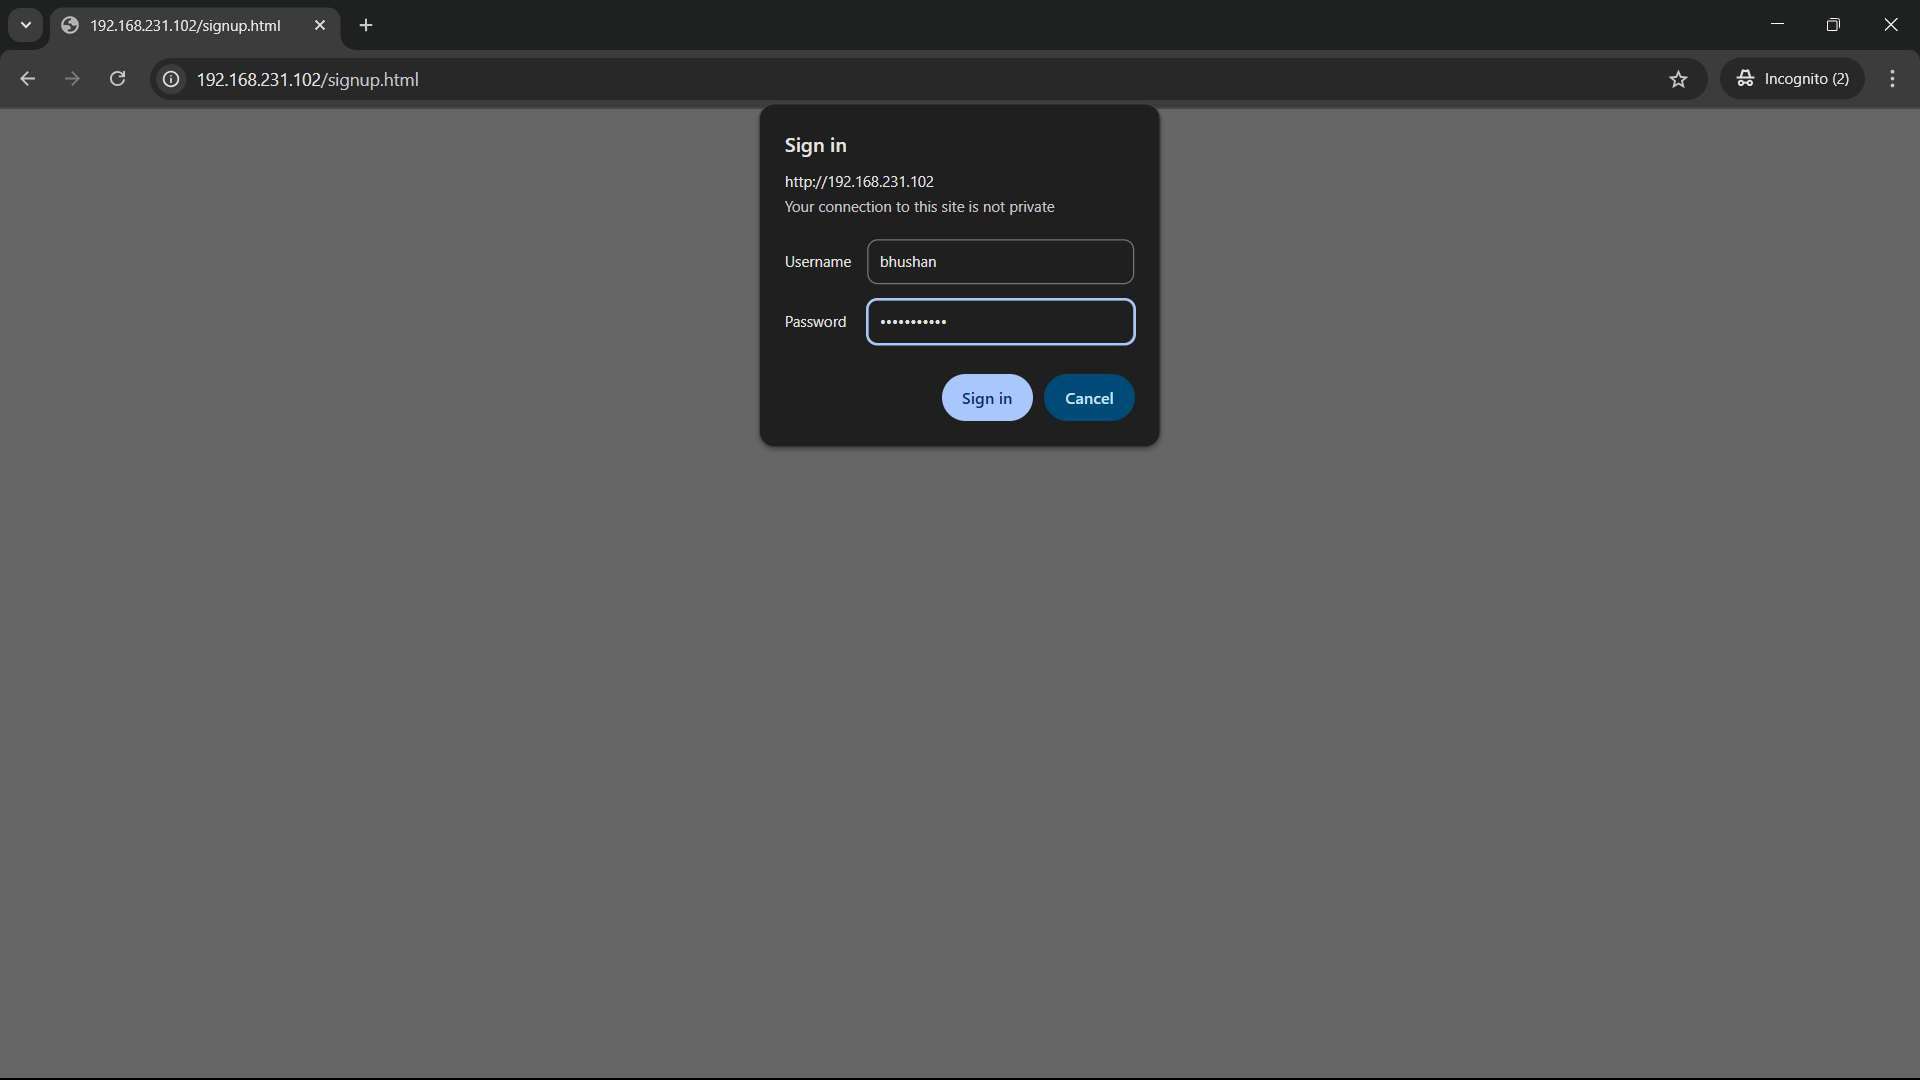 192.168.231.102/signup.html
192.168.231.102/signup.html
Incognito (2)
Sign in
http://192.168.231.102
Your connection to this site is not private
Username bhushan
Password •••••••••••
Sign in Cancel